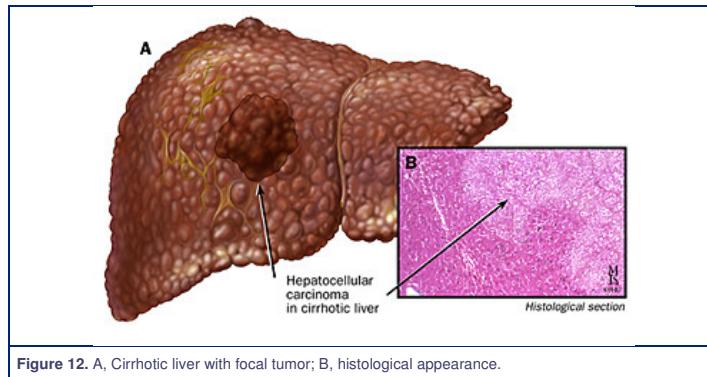 A
B
Hepatocellular
carcinoma
in cirrhotic liver
Histological section
Figure 12. A, Cirrhotic liver with focal tumor; B, histological appearance.